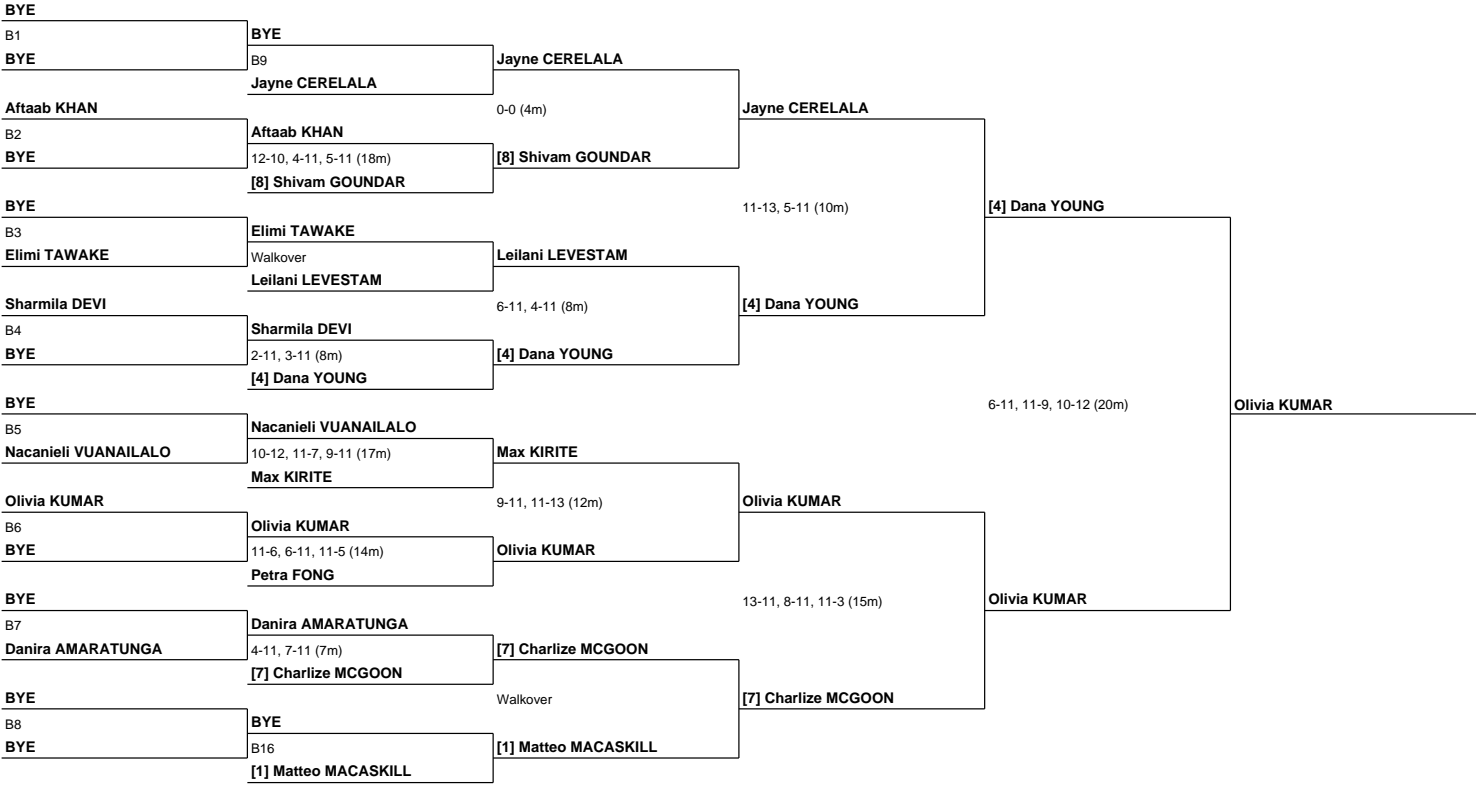 BYE
B1
BYE
Aftaab KHAN
B2
BYE
BYE
B3
Elimi TAWAKE
Sharmila DEVI
B4
BYE
BYE
B5
Nacanieli VUANAILALO
Olivia KUMAR
B6
BYE
BYE
B7
Danira AMARATUNGA
BYE
B8
BYE
BYE
B9
Jayne CERELALA
Aftaab KHAN
12-10, 4-11, 5-11 (18m)
[8] Shivam GOUNDAR
Elimi TAWAKE
Walkover
Leilani LEVESTAM
Sharmila DEVI
2-11, 3-11 (8m)
[4] Dana YOUNG
Nacanieli VUANAILALO
10-12, 11-7, 9-11 (17m)
Max KIRITE
Olivia KUMAR
11-6, 6-11, 11-5 (14m)
Petra FONG
Danira AMARATUNGA
4-11, 7-11 (7m)
[7] Charlize MCGOON
BYE
B16
[1] Matteo MACASKILL
Jayne CERELALA
0-0 (4m)
[8] Shivam GOUNDAR
Leilani LEVESTAM
6-11, 4-11 (8m)
[4] Dana YOUNG
Max KIRITE
9-11, 11-13 (12m)
Olivia KUMAR
[7] Charlize MCGOON
Walkover
[1] Matteo MACASKILL
Jayne CERELALA
11-13, 5-11 (10m)
[4] Dana YOUNG
Olivia KUMAR
13-11, 8-11, 11-3 (15m)
[7] Charlize MCGOON
[4] Dana YOUNG
6-11, 11-9, 10-12 (20m)
Olivia KUMAR
Olivia KUMAR